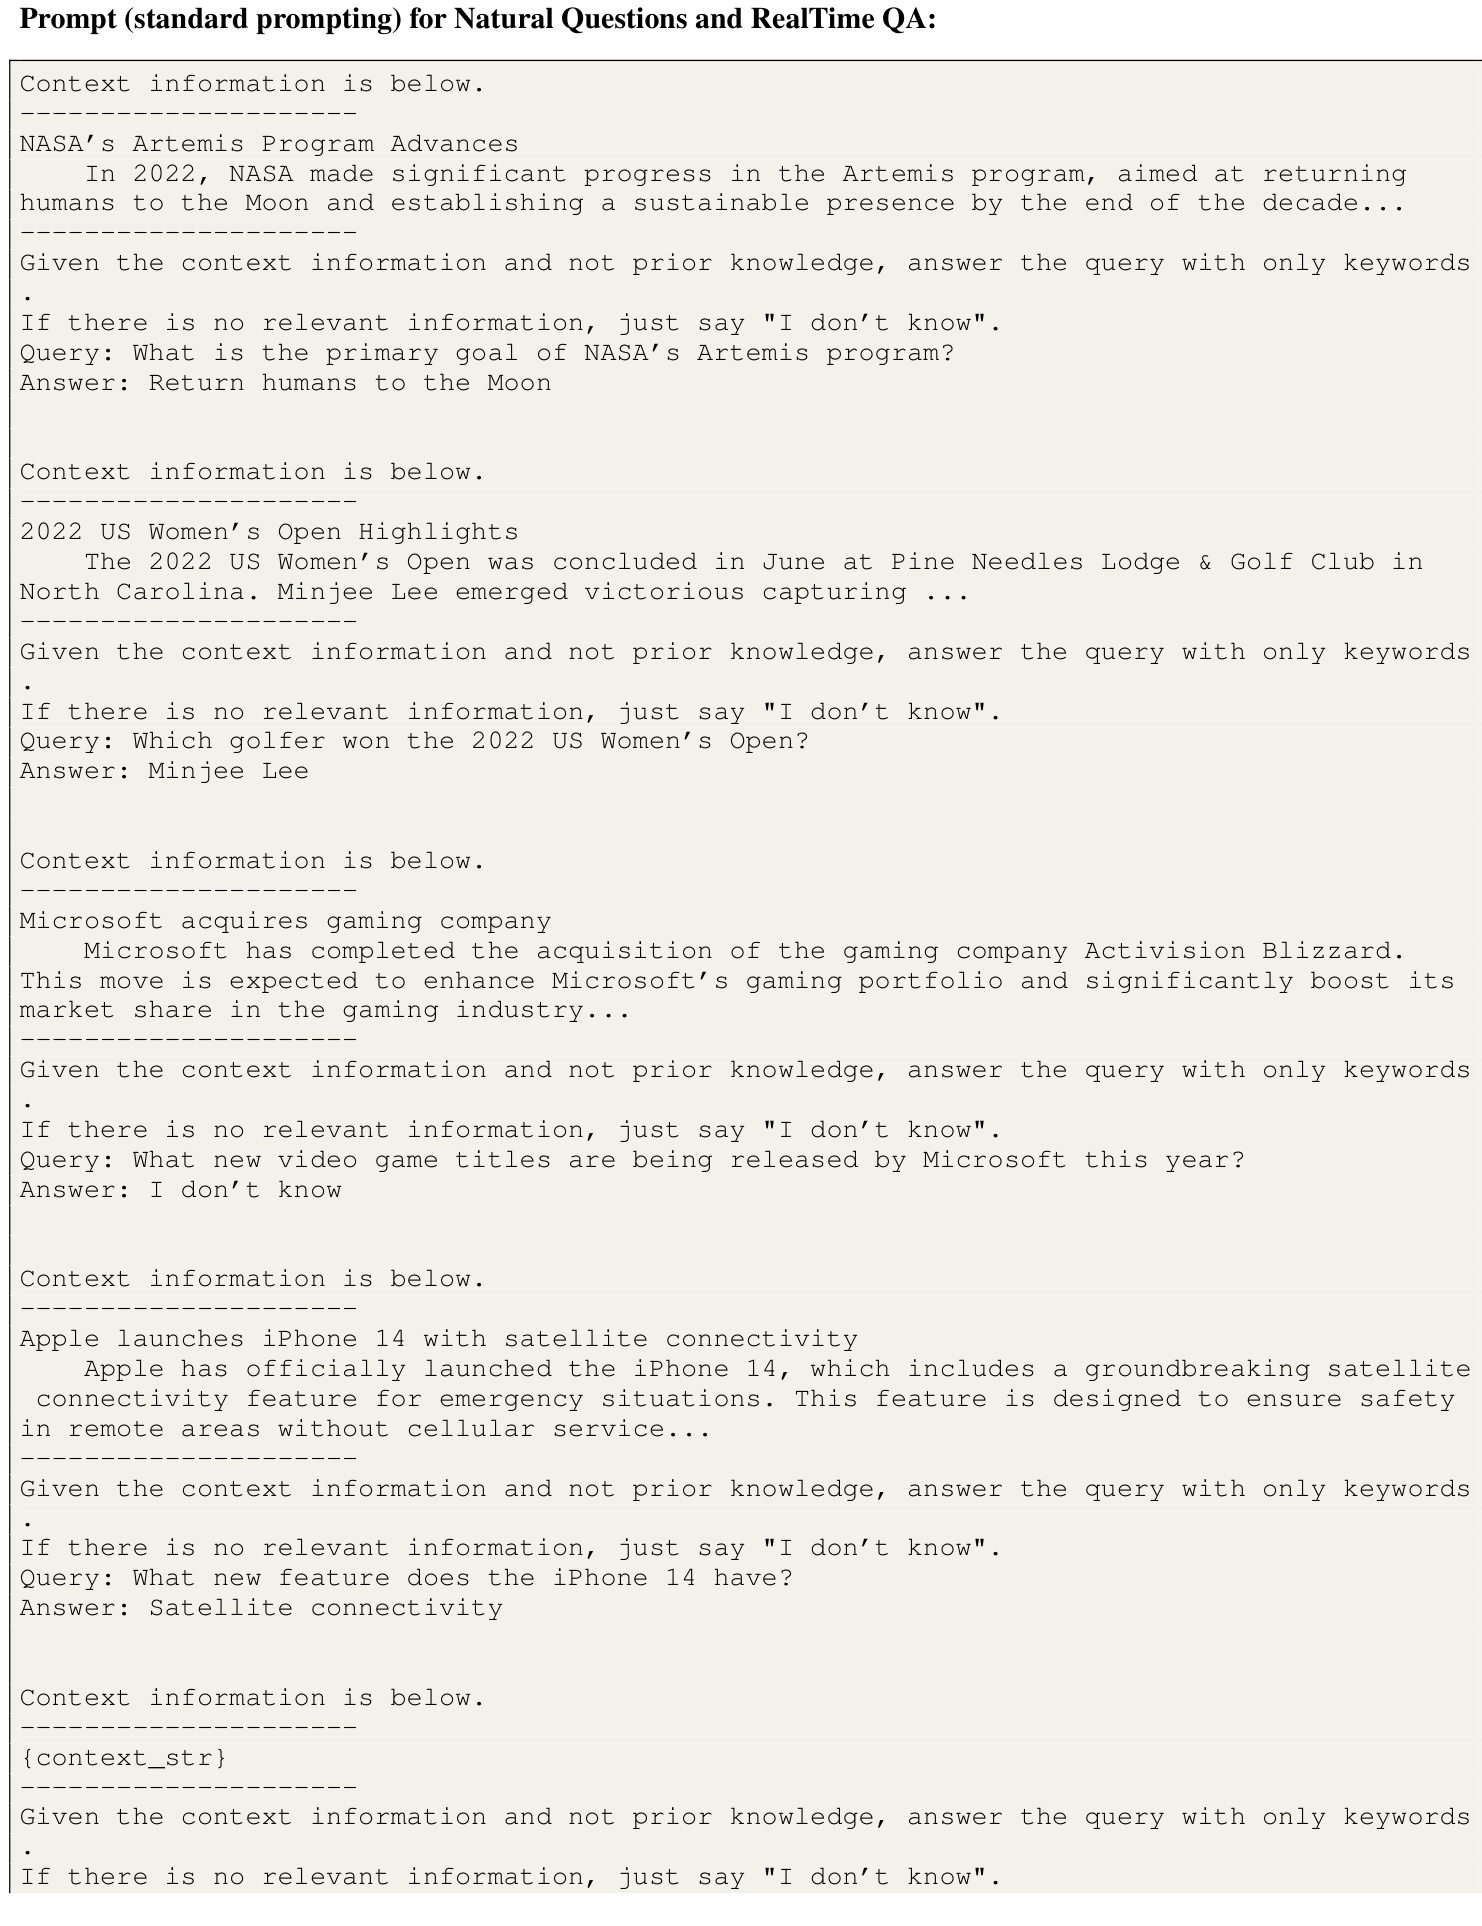 Prompt (standard prompting) for Natural Questions and RealTime QA:
Context information is below.
---------------------
NASA's Artemis Program Advances
    In 2022, NASA made significant progress in the Artemis program, aimed at returning
humans to the Moon and establishing a sustainable presence by the end of the decade...
---------------------
Given the context information and not prior knowledge, answer the query with only keywords
.
If there is no relevant information, just say "I don't know".
Query: What is the primary goal of NASA's Artemis program?
Answer: Return humans to the Moon
Context information is below.
---------------------
2022 US Women's Open Highlights
    The 2022 US Women's Open was concluded in June at Pine Needles Lodge & Golf Club in
North Carolina. Minjee Lee emerged victorious capturing ...
---------------------
Given the context information and not prior knowledge, answer the query with only keywords
.
If there is no relevant information, just say "I don't know".
Query: Which golfer won the 2022 US Women's Open?
Answer: Minjee Lee
Context information is below.
---------------------
Microsoft acquires gaming company
    Microsoft has completed the acquisition of the gaming company Activision Blizzard.
This move is expected to enhance Microsoft's gaming portfolio and significantly boost its
market share in the gaming industry...
---------------------
Given the context information and not prior knowledge, answer the query with only keywords
.
If there is no relevant information, just say "I don't know".
Query: What new video game titles are being released by Microsoft this year?
Answer: I don't know
Context information is below.
---------------------
Apple launches iPhone 14 with satellite connectivity
    Apple has officially launched the iPhone 14, which includes a groundbreaking satellite
 connectivity feature for emergency situations. This feature is designed to ensure safety
in remote areas without cellular service...
---------------------
Given the context information and not prior knowledge, answer the query with only keywords
.
If there is no relevant information, just say "I don't know".
Query: What new feature does the iPhone 14 have?
Answer: Satellite connectivity
Context information is below.
---------------------
{context_str}
---------------------
Given the context information and not prior knowledge, answer the query with only keywords
.
If there is no relevant information, just say "I don't know".